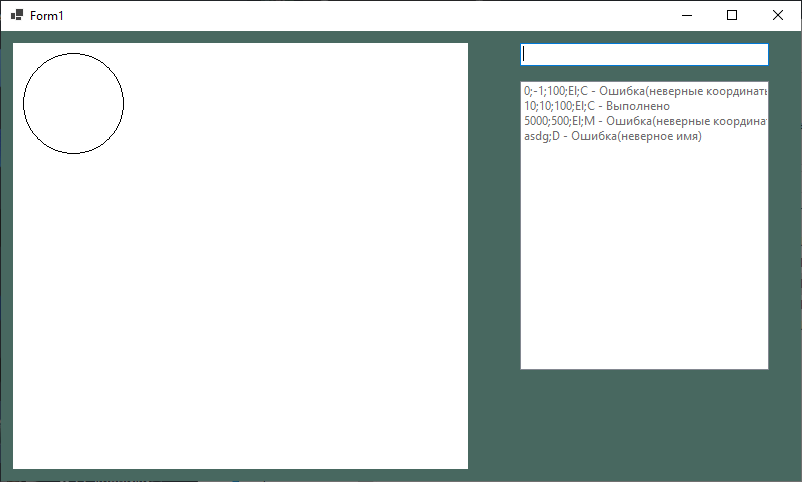 Form1
0;-1;100;El;C - Ошибка(неверные координаты
10;10;100;El;C - Выполнено
5000;500;El;M - Ошибка(неверные координат
asdg;D - Ошибка(неверное имя)